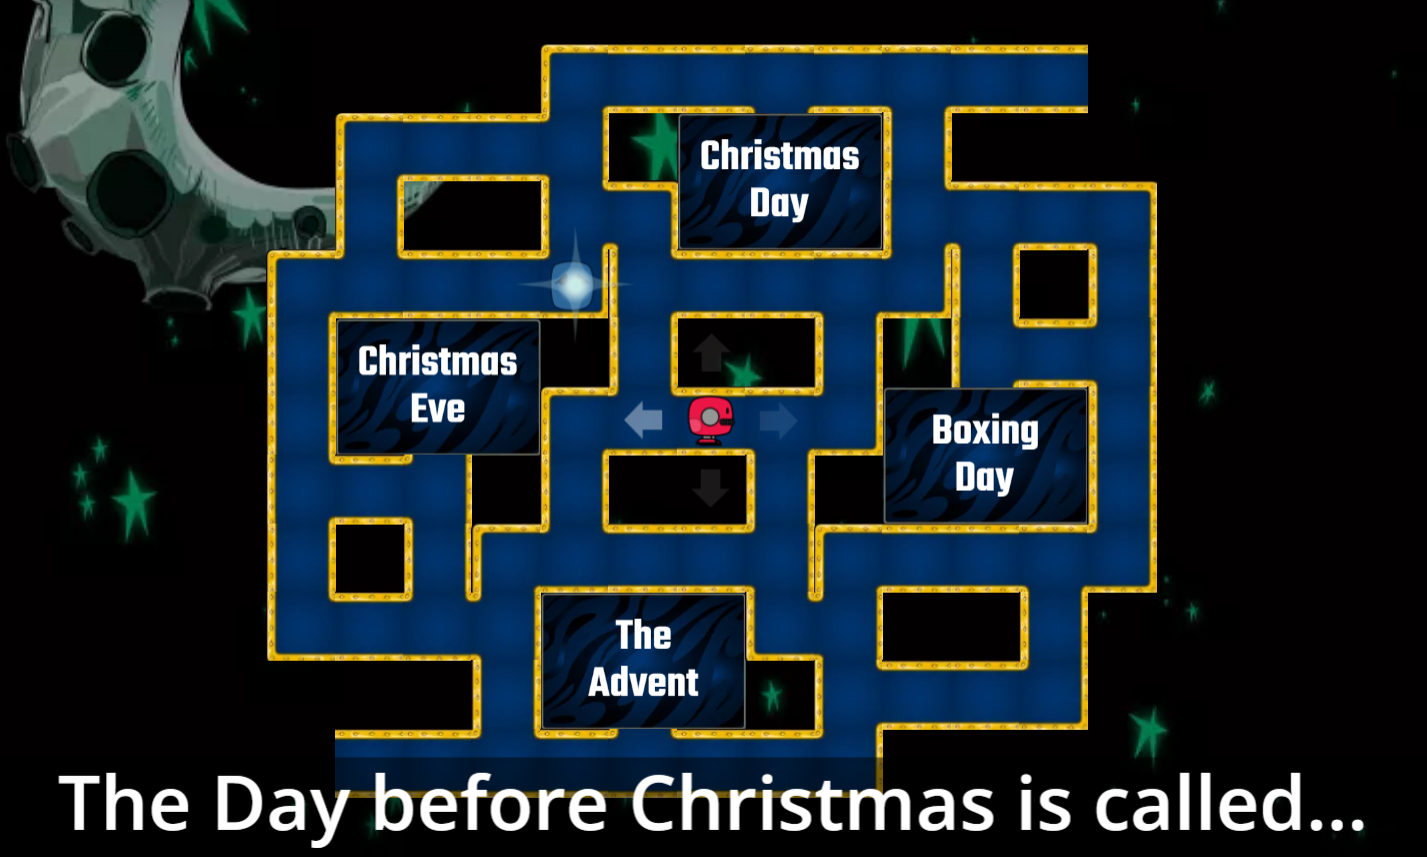 Christmas
Day
Christmas
Eve
Boxing
Day
The
Advent
The Day before Christmas is called...